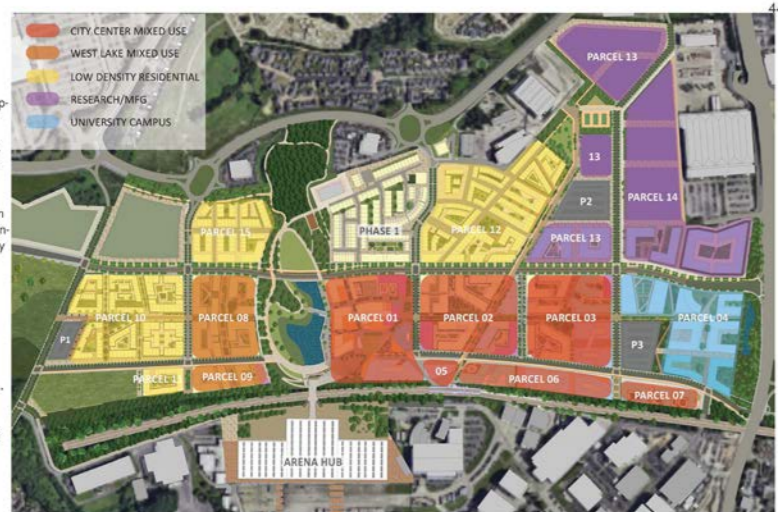 44
CITY CENTER MIXED USE
WEST LAKE MIXED USE
LOW DENSITY RESIDENTIAL
RESEARCH/MFG
UNIVERSITY CAMPUS
PARCEL 13
13
P2
PARCEL 14
PARCEL 15
PHASE 1
PARCEL 12
PARCEL 13
PARCEL 10
PARCEL 08
PARCEL 01
PARCEL 02
PARCEL 03
PARCEL 04
P1
P3
PARCEL 1
PARCEL 09
05
PARCEL 06
PARCEL 07
ARENA HUB